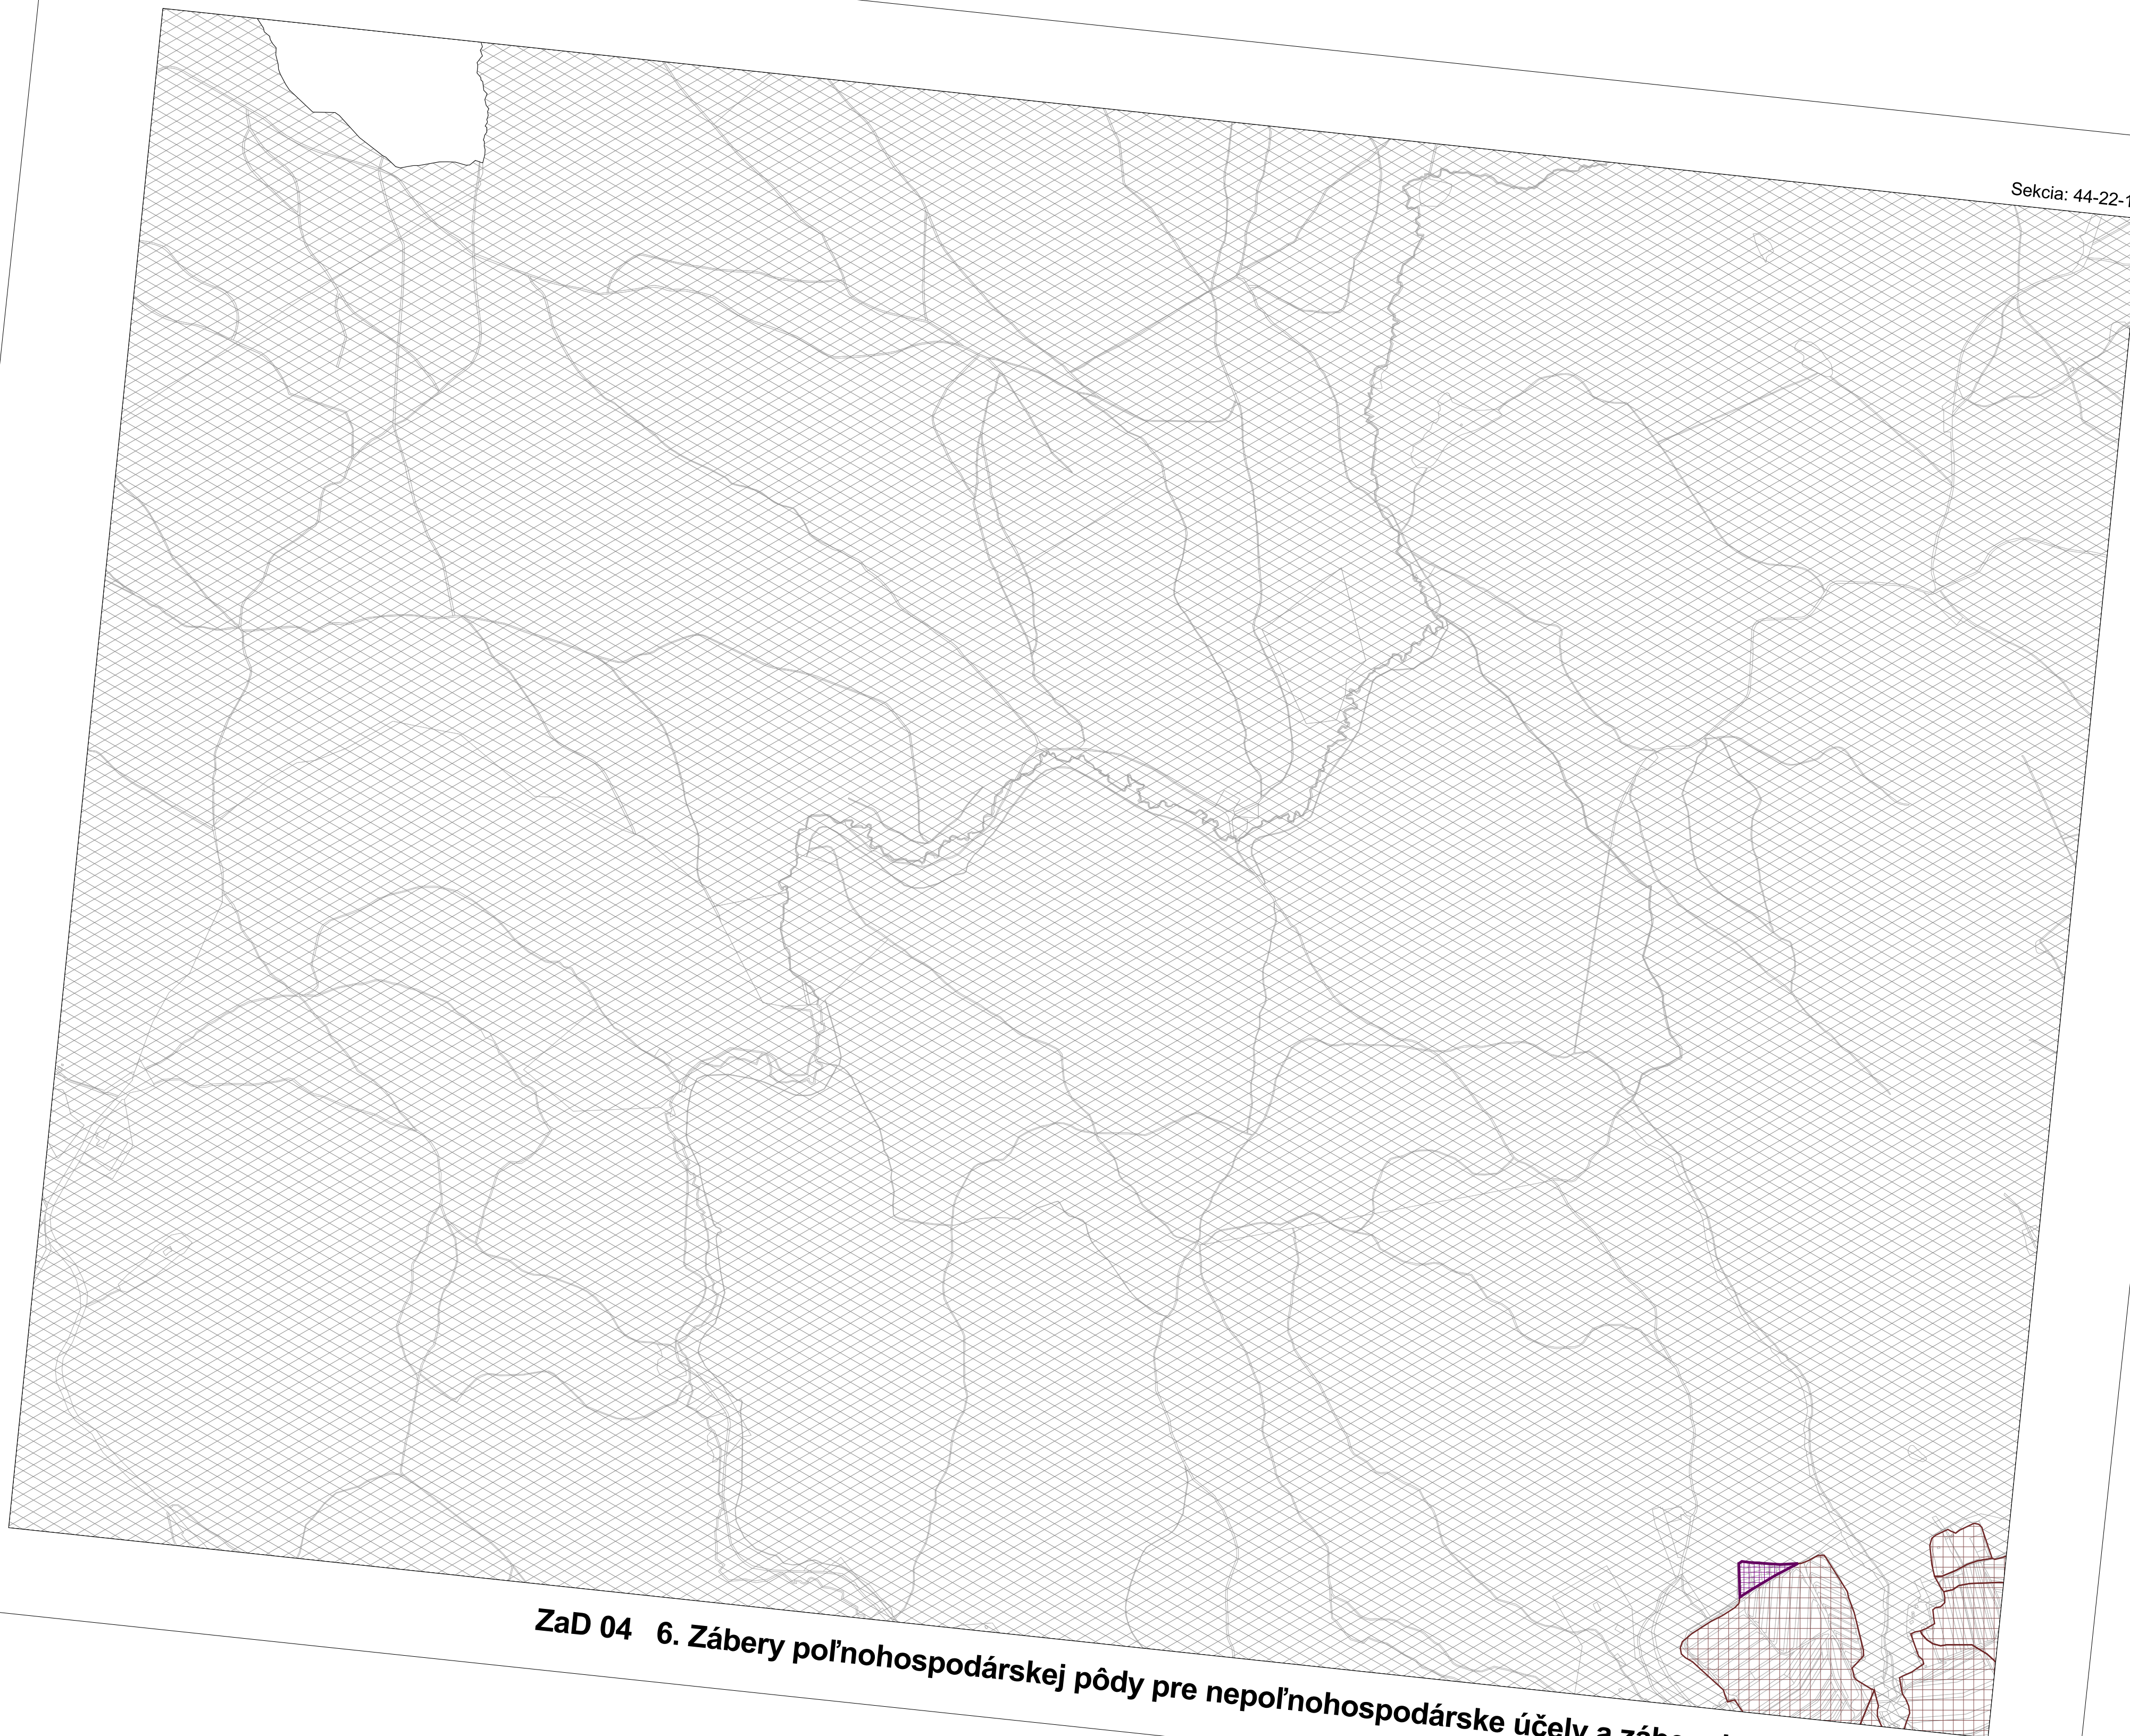 Sekcia: 44-22-1
ZaD 04 6. Zábery poľnohospodárskej pôdy pre nepoľnohospodárske účely a